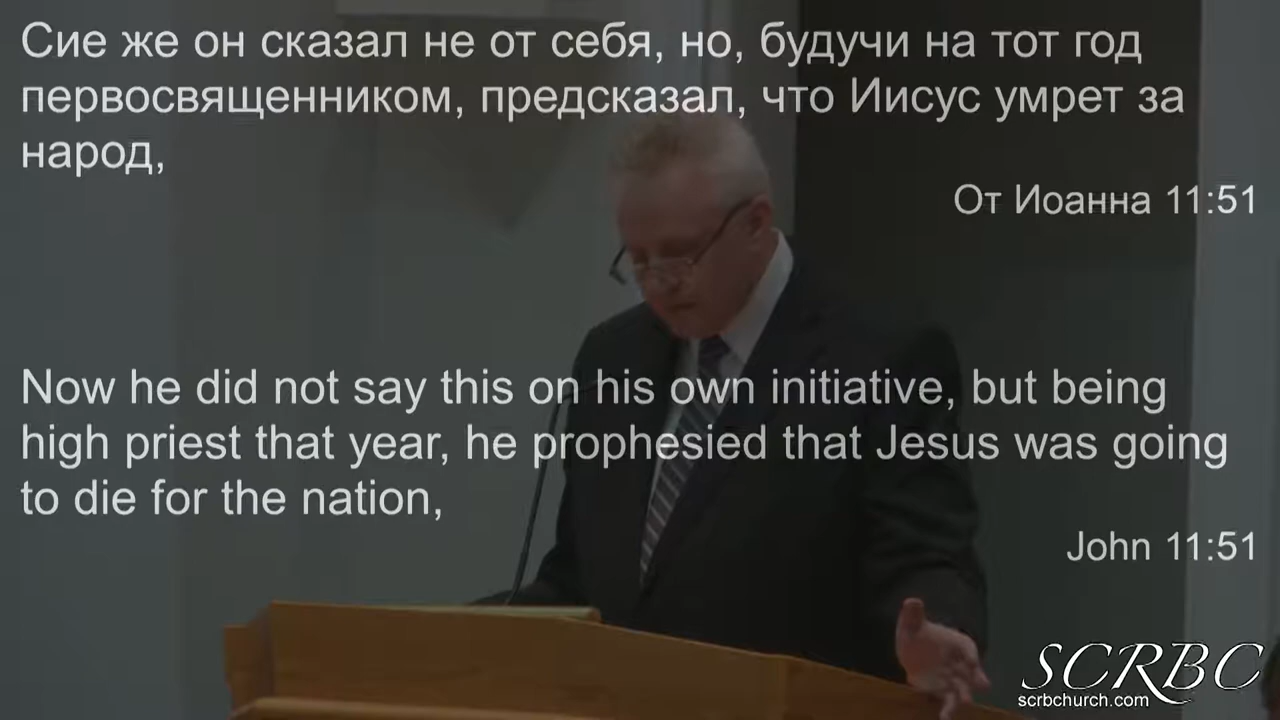 Сие же он сказал не от себя, но, будучи на тот год
первосвященником, предсказал, что Иисус умрет за
народ,
От Иоанна 11:51
Now he did not say this on his own initiative, but being
high priest that year, he prophesied that Jesus was going
to die for the nation,
John 11:51
SCRBC
scrbchurch.com